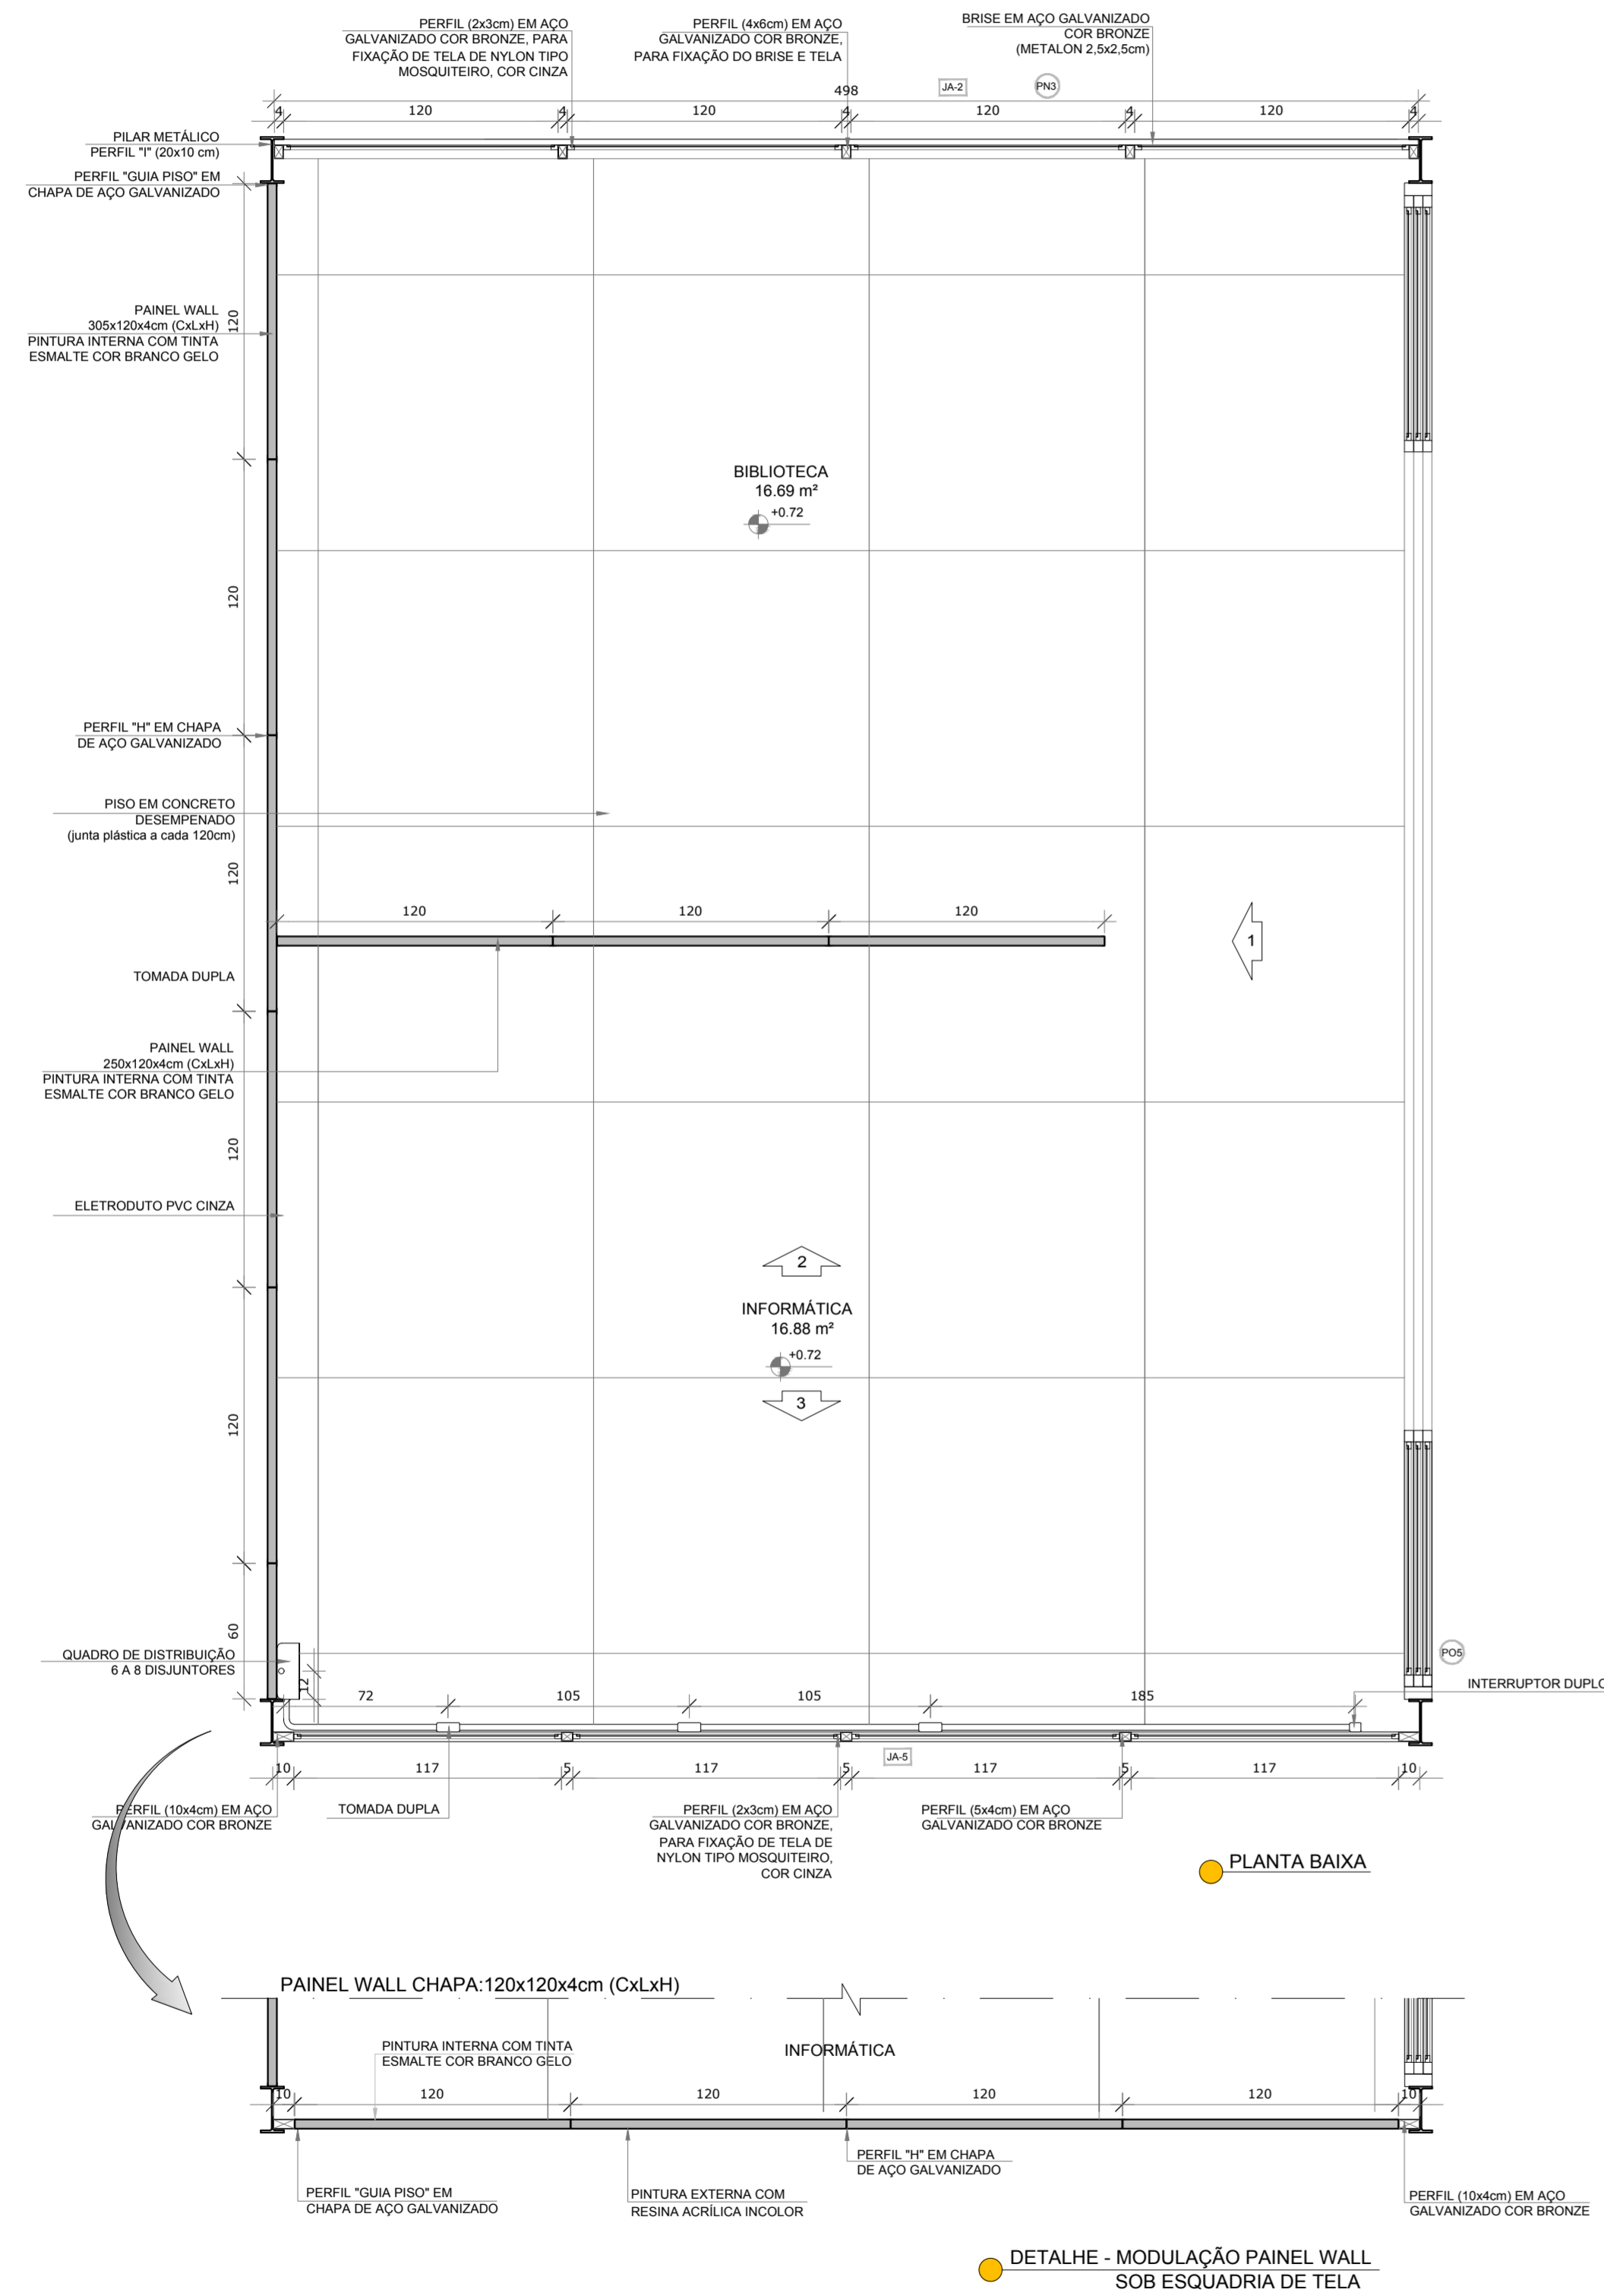 PERFIL (2x3cm) EM AÇO
GALVANIZADO COR BRONZE, PARA
FIXAÇÃO DE TELA DE NYLON TIPO
MOSQUITEIRO, COR CINZA
PERFIL (4x6cm) EM AÇO
GALVANIZADO COR BRONZE,
PARA FIXAÇÃO DO BRISE E TELA
BRISE EM AÇO GALVANIZADO
COR BRONZE
(METALON 2,5x2,5cm)
JA-2
PN3
498
4 120 4 120 4 120 4 120 4
PILAR METÁLICO
PERFIL "I" (20x10 cm)
PERFIL "GUIA PISO" EM
CHAPA DE AÇO GALVANIZADO
PAINEL WALL
305x120x4cm (CxLxH)
PINTURA INTERNA COM TINTA
ESMALTE COR BRANCO GELO
120
BIBLIOTECA
16.69 m²
+0.72
120
PERFIL "H" EM CHAPA
DE AÇO GALVANIZADO
PISO EM CONCRETO
DESEMPENADO
(junta plástica a cada 120cm)
120
120 120 120
1
TOMADA DUPLA
PAINEL WALL
250x120x4cm (CxLxH)
PINTURA INTERNA COM TINTA
ESMALTE COR BRANCO GELO
120
ELETRODUTO PVC CINZA
2
INFORMÁTICA
16.88 m²
+0.72
3
120
60
QUADRO DE DISTRIBUIÇÃO
6 A 8 DISJUNTORES
12
PO5
INTERRUPTOR DUPLO
72 105 105 185
JA-5
10 117 5 117 5 117 5 117 10
PERFIL (10x4cm) EM AÇO
GALVANIZADO COR BRONZE
TOMADA DUPLA
PERFIL (2x3cm) EM AÇO
GALVANIZADO COR BRONZE,
PARA FIXAÇÃO DE TELA DE
NYLON TIPO MOSQUITEIRO,
COR CINZA
PERFIL (5x4cm) EM AÇO
GALVANIZADO COR BRONZE
PLANTA BAIXA
PAINEL WALL CHAPA:120x120x4cm (CxLxH)
PINTURA INTERNA COM TINTA
ESMALTE COR BRANCO GELO
INFORMÁTICA
10 120 120 120 120 10
PERFIL "H" EM CHAPA
DE AÇO GALVANIZADO
PERFIL "GUIA PISO" EM
CHAPA DE AÇO GALVANIZADO
PINTURA EXTERNA COM
RESINA ACRÍLICA INCOLOR
PERFIL (10x4cm) EM AÇO
GALVANIZADO COR BRONZE
DETALHE - MODULAÇÃO PAINEL WALL
SOB ESQUADRIA DE TELA